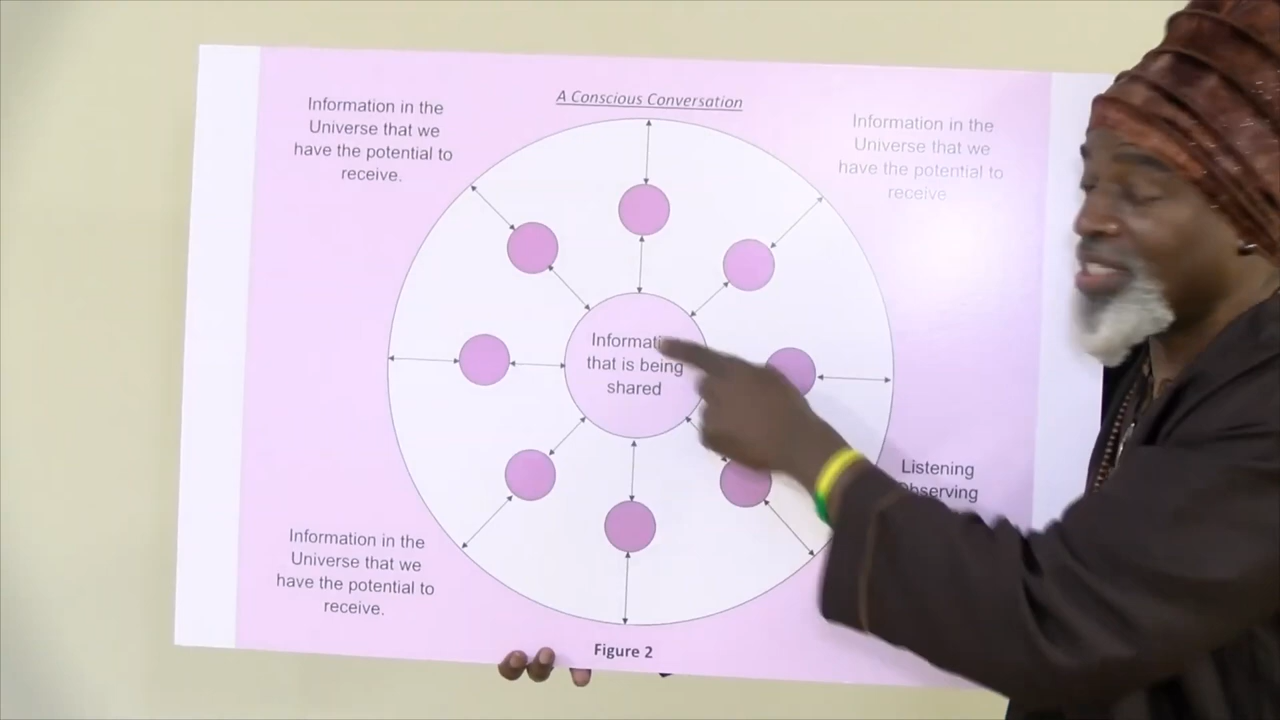 A Conscious Conversation
Information in the
Universe that we
have the potential to
receive.
Information in the
Universe that we
have the potential to
receive
that is being
shared
Listening
Information in the
Universe that we
have the potential to
receive.
Figure 2